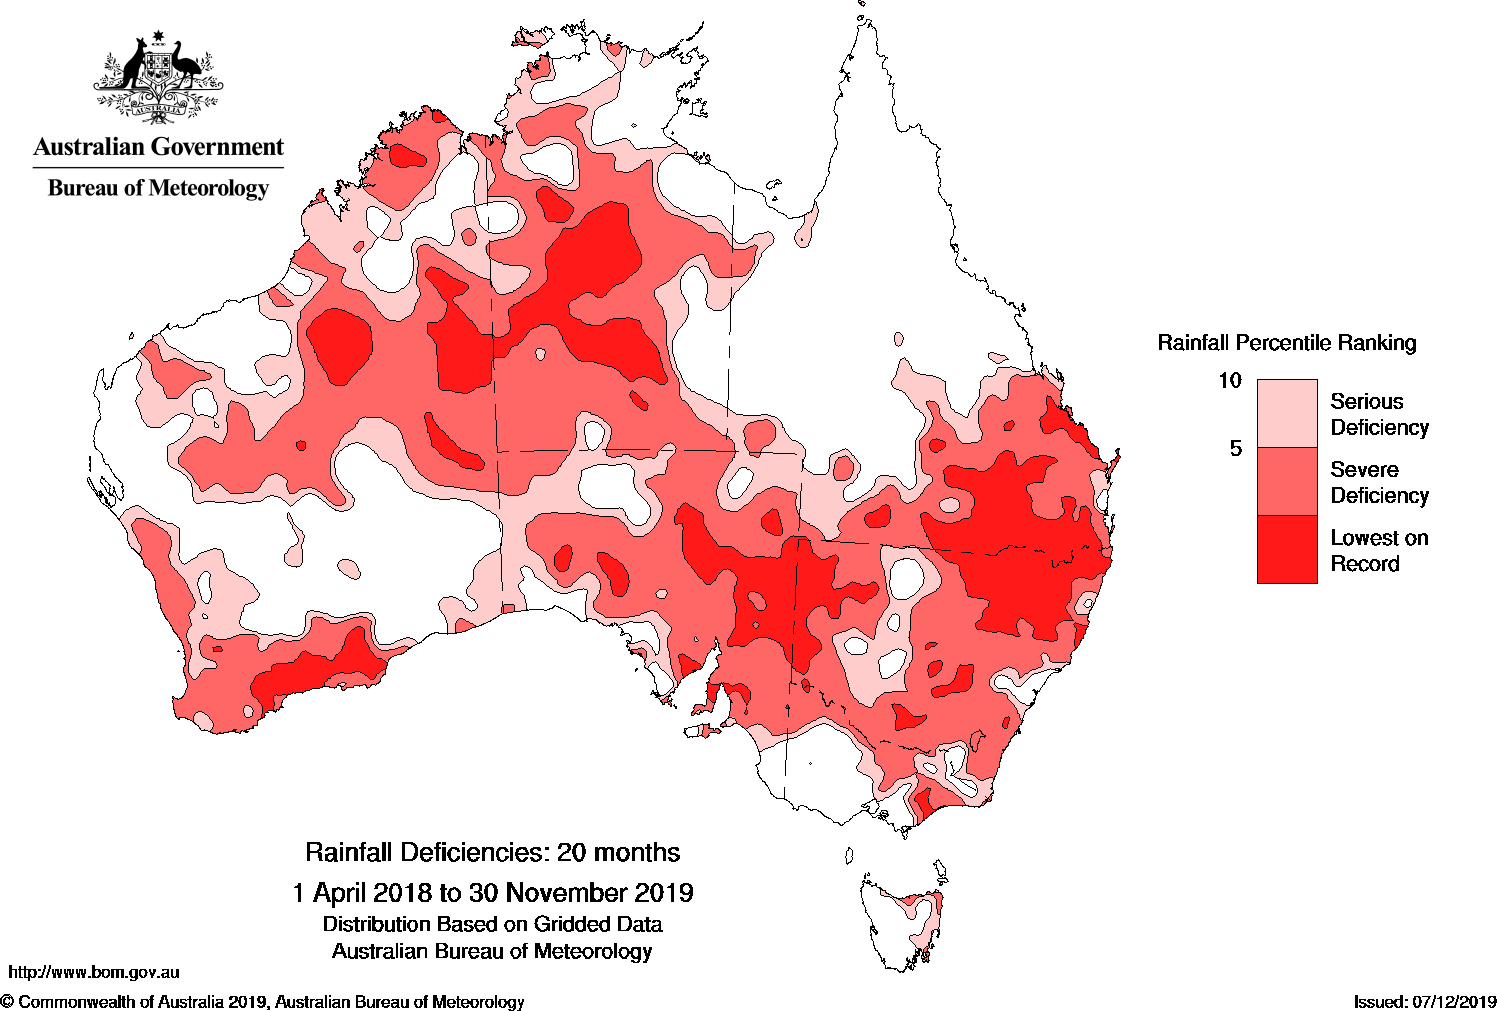 AUSTRALIA
Australian Government
Bureau of Meteorology
Rainfall Percentile Ranking
10
Serious
Deficiency
5
Severe
Deficiency
Lowest on
Record
Rainfall Deficiencies: 20 months
1 April 2018 to 30 November 2019
Distribution Based on Gridded Data
Australian Bureau of Meteorology
http://www.bom.gov.au
© Commonwealth of Australia 2019, Australian Bureau of Meteorology
Issued: 07/12/2019